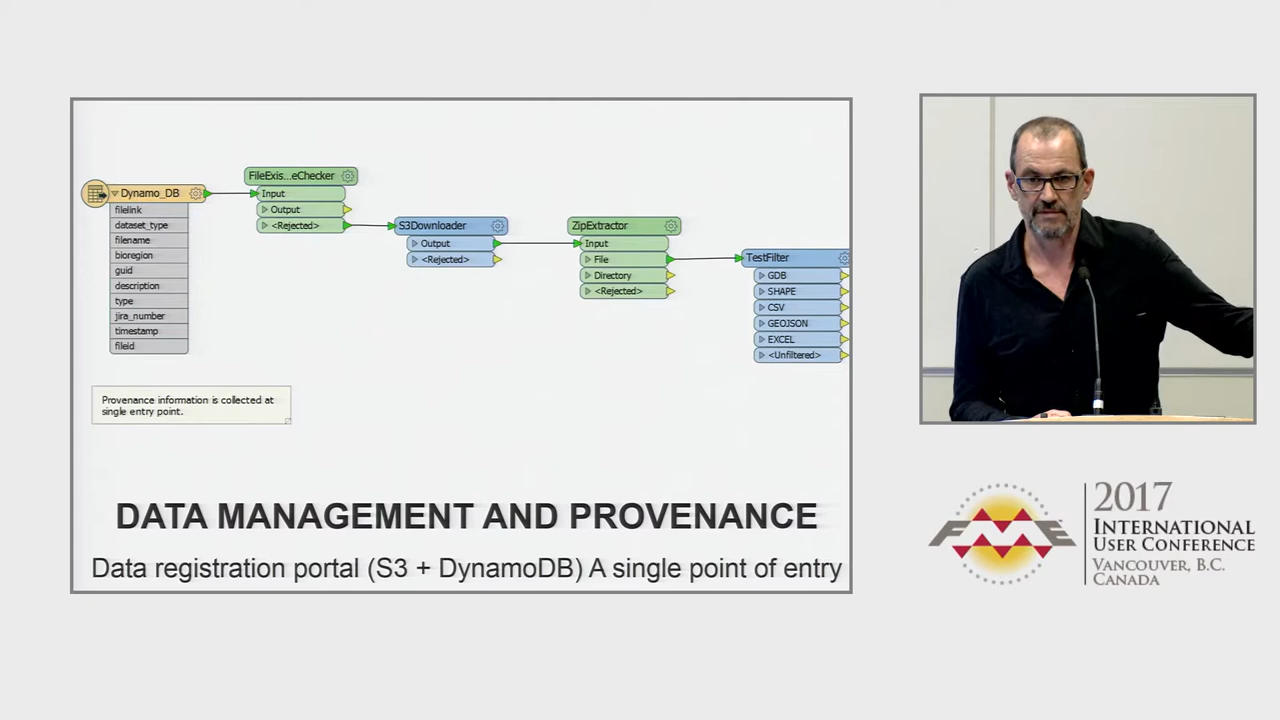 FileExis...eChecker
Dynamo_DB
Input
filelink
Output
dataset_type
<Rejected>
S3Downloader
ZipExtractor
filename
Output
Input
bioregion
<Rejected>
File
TestFilter
guid
Directory
GDB
description
<Rejected>
SHAPE
type
CSV
jira_number
GEOJSON
timestamp
EXCEL
fileid
<Unfiltered>
Provenance information is collected at
single entry point.
DATA MANAGEMENT AND PROVENANCE
Data registration portal (S3 + DynamoDB) A single point of entry
FME
2017
INTERNATIONAL
USER CONFERENCE
VANCOUVER, B.C.
CANADA